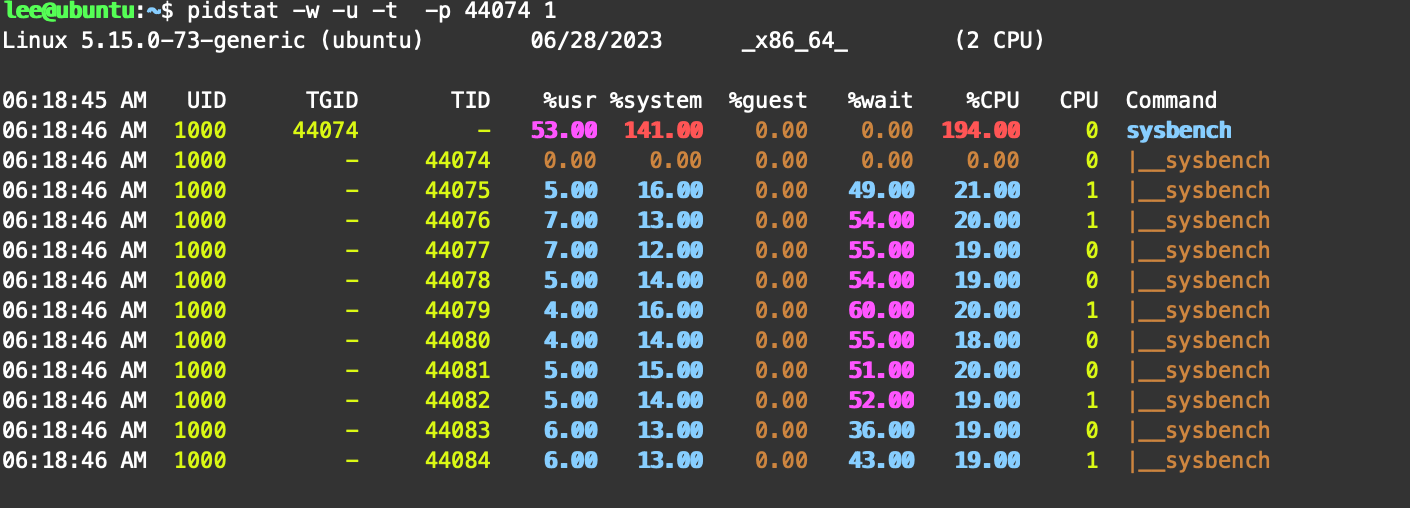 lee@ubuntu:~$ pidstat -w -u -t  -p 44074 1
Linux 5.15.0-73-generic (ubuntu)        06/28/2023      _x86_64_        (2 CPU)

06:18:45 AM   UID      TGID       TID    %usr %system  %guest   %wait    %CPU   CPU  Command
06:18:46 AM  1000     44074         -   53.00  141.00    0.00    0.00  194.00     0  sysbench
06:18:46 AM  1000         -     44074    0.00    0.00    0.00    0.00    0.00     0  |__sysbench
06:18:46 AM  1000         -     44075    5.00   16.00    0.00   49.00   21.00     1  |__sysbench
06:18:46 AM  1000         -     44076    7.00   13.00    0.00   54.00   20.00     1  |__sysbench
06:18:46 AM  1000         -     44077    7.00   12.00    0.00   55.00   19.00     0  |__sysbench
06:18:46 AM  1000         -     44078    5.00   14.00    0.00   54.00   19.00     0  |__sysbench
06:18:46 AM  1000         -     44079    4.00   16.00    0.00   60.00   20.00     1  |__sysbench
06:18:46 AM  1000         -     44080    4.00   14.00    0.00   55.00   18.00     0  |__sysbench
06:18:46 AM  1000         -     44081    5.00   15.00    0.00   51.00   20.00     0  |__sysbench
06:18:46 AM  1000         -     44082    5.00   14.00    0.00   52.00   19.00     1  |__sysbench
06:18:46 AM  1000         -     44083    6.00   13.00    0.00   36.00   19.00     0  |__sysbench
06:18:46 AM  1000         -     44084    6.00   13.00    0.00   43.00   19.00     1  |__sysbench